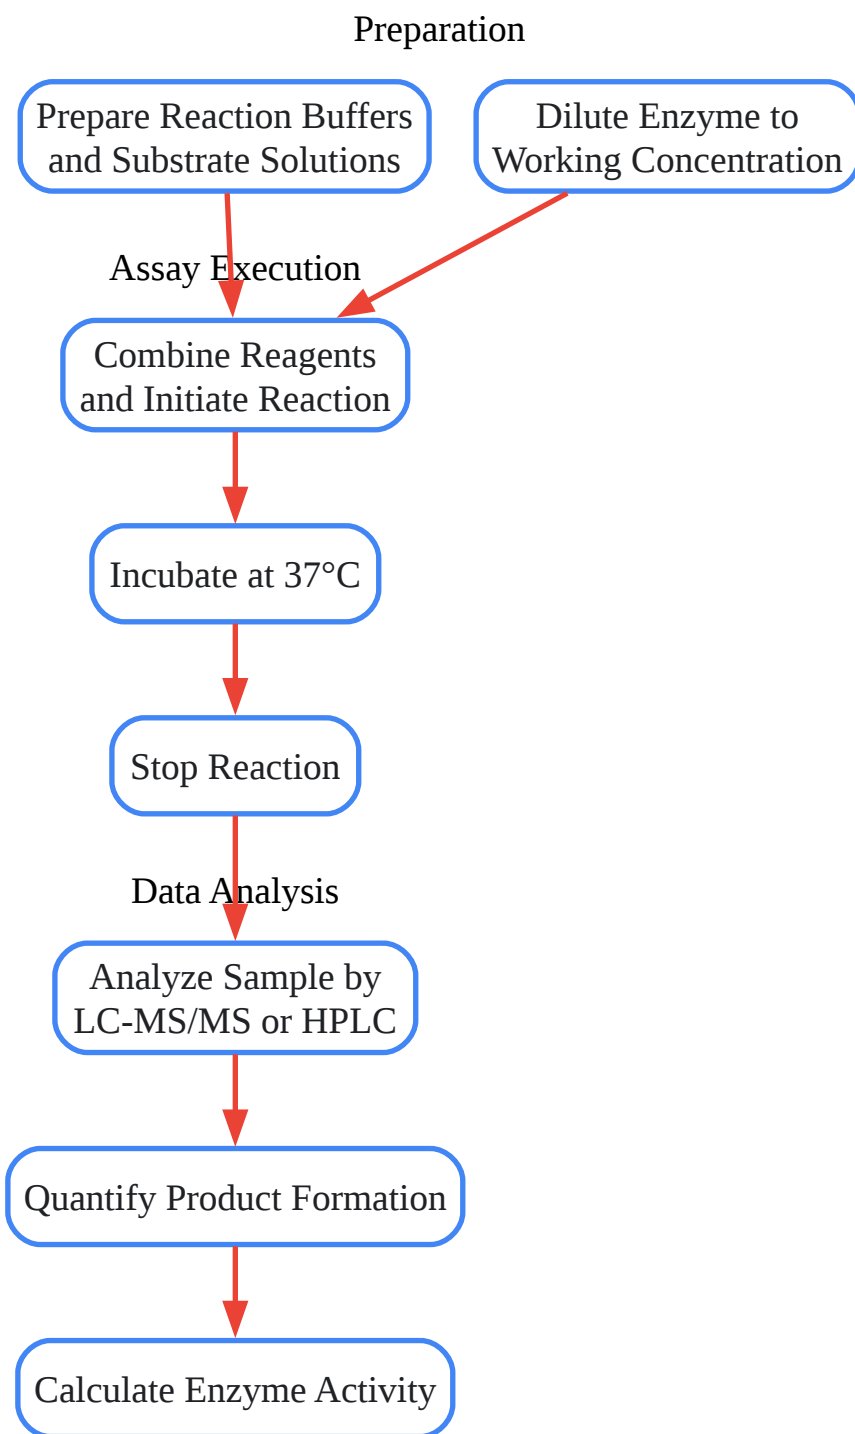 Preparation
Prepare Reaction Buffers
and Substrate Solutions
Dilute Enzyme to
Working Concentration
Assay Execution
Combine Reagents
and Initiate Reaction
Incubate at 37°C
Stop Reaction
Data Analysis
Analyze Sample by
LC-MS/MS or HPLC
Quantify Product Formation
Calculate Enzyme Activity